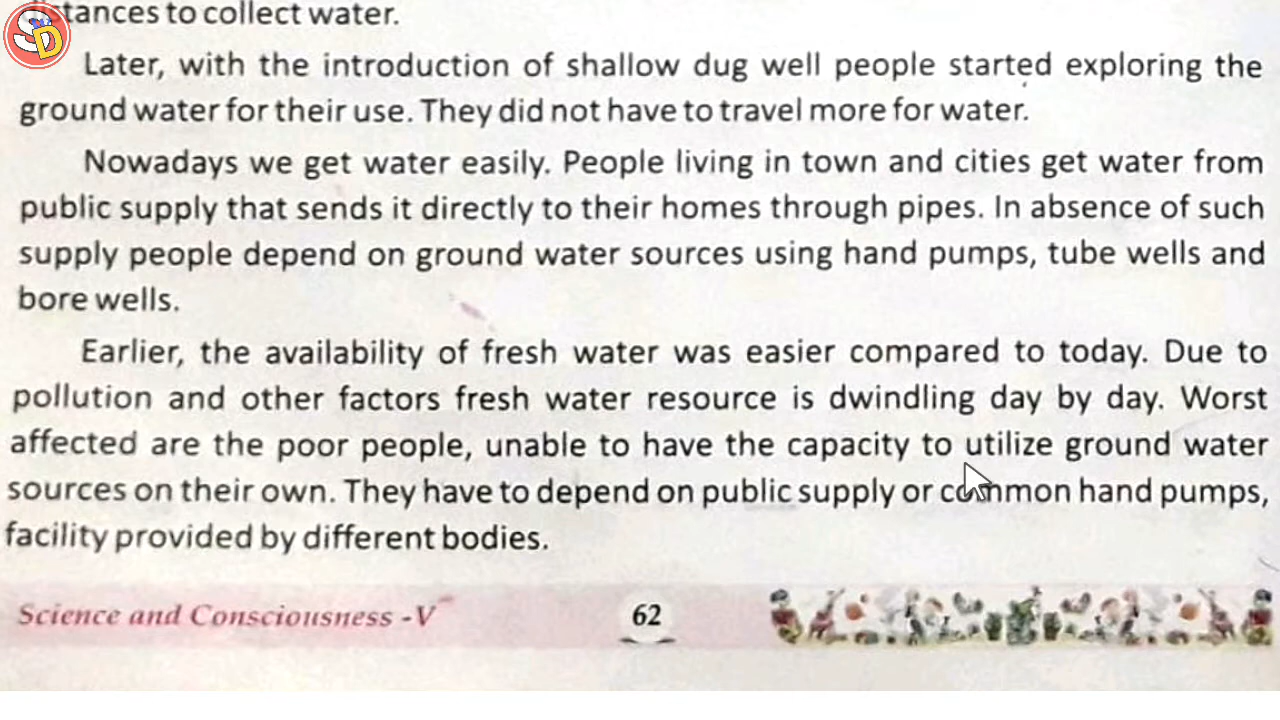 SD
to collect water.
Later, with the introduction of shallow dug well people started exploring the
ground water for their use. They did not have to travel more for water.
Nowadays we get water easily. People living in town and cities get water from
public supply that sends it directly to their homes through pipes. In absence of such
supply people depend on ground water sources using hand pumps, tube wells and
bore wells.
Earlier, the availability of fresh water was easier compared to today. Due to
pollution and other factors fresh water resource is dwindling day by day. Worst
affected are the poor people, unable to have the capacity to utilize ground water
sources on their own. They have to depend on public supply or common hand pumps,
facility provided by different bodies.
Science and Consciousness -V
62